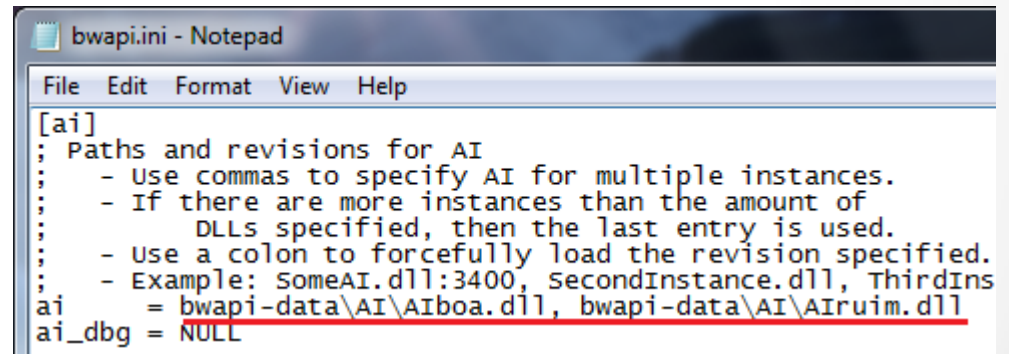 bwapi.ini - Notepad
File Edit Format View Help
[ai]
; Paths and revisions for AI
;   - Use commas to specify AI for multiple instances.
;   - If there are more instances than the amount of
;         DLLs specified, then the last entry is used.
;   - Use a colon to forcefully load the revision specified.
;   - Example: SomeAI.dll:3400, SecondInstance.dll, ThirdIns
ai     = bwapi-data\AI\AIboa.dll, bwapi-data\AI\AIruim.dll
ai_dbg = NULL